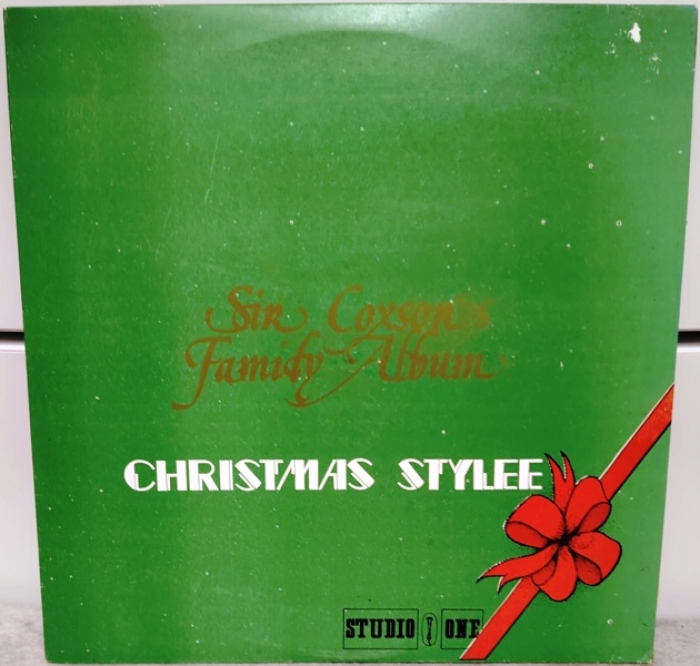 Sir Coxson's
Family Album
CHRISTMAS STYLEE
STUDIO ONE